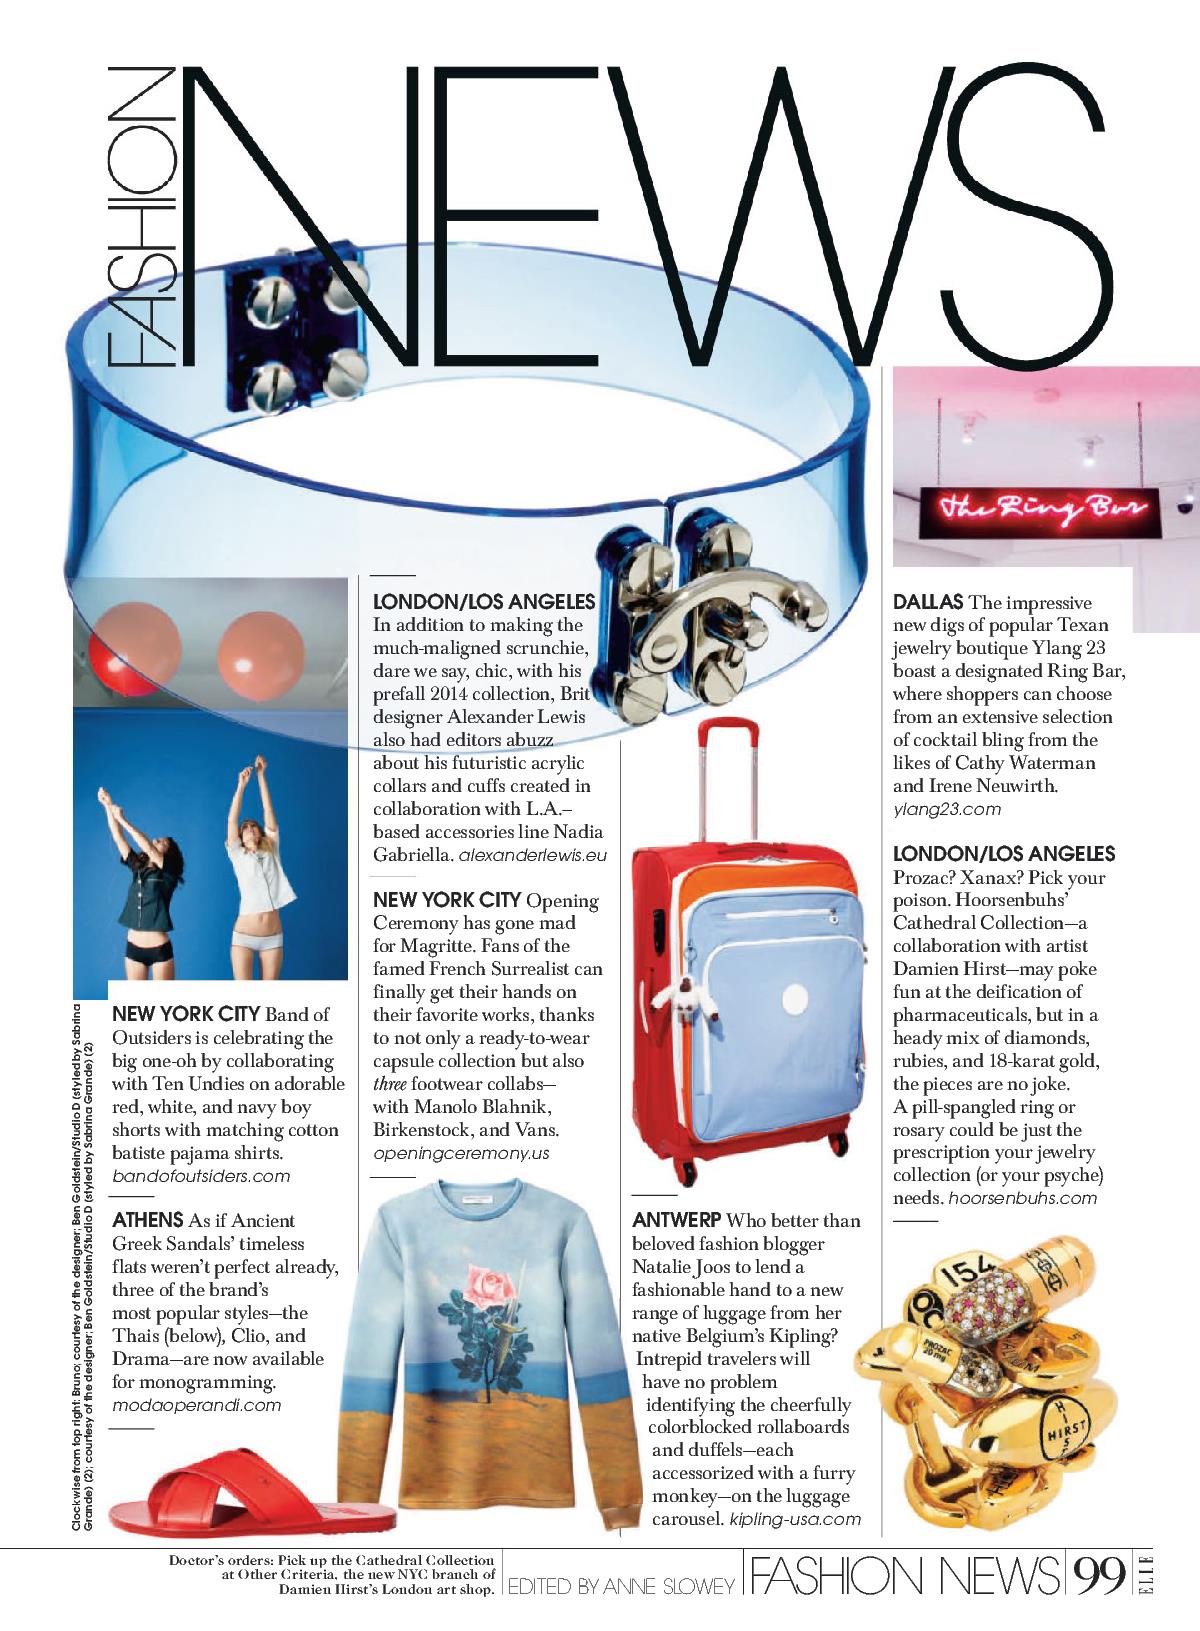 FASHION
NEWS
the Ring Bar
NEW YORK CITY Band of
Outsiders is celebrating the
big one-oh by collaborating
with Ten Undies on adorable
red, white, and navy boy
shorts with matching cotton
batiste pajama shirts.
bandofoutsiders.com
ATHENS As if Ancient
Greek Sandals’ timeless
flats weren’t perfect already,
three of the brand’s
most popular styles—the
Thais (below), Clio, and
Drama—are now available
for monogramming.
modaoperandi.com
LONDON/LOS ANGELES
In addition to making the
much-maligned scrunchie,
dare we say, chic, with his
prefall 2014 collection, Brit
designer Alexander Lewis
also had editors abuzz
about his futuristic acrylic
collars and cuffs created in
collaboration with L.A.–
based accessories line Nadia
Gabriella. alexanderlewis.eu
NEW YORK CITY Opening
Ceremony has gone mad
for Magritte. Fans of the
famed French Surrealist can
finally get their hands on
their favorite works, thanks
to not only a ready-to-wear
capsule collection but also
three footwear collabs—
with Manolo Blahnik,
Birkenstock, and Vans.
openingceremony.us
ANTWERP Who better than
beloved fashion blogger
Natalie Joos to lend a
fashionable hand to a new
range of luggage from her
native Belgium’s Kipling?
Intrepid travelers will
have no problem
identifying the cheerfully
colorblocked rollaboards
and duffels—each
accessorized with a furry
monkey—on the luggage
carousel. kipling-usa.com
DALLAS The impressive
new digs of popular Texan
jewelry boutique Ylang 23
boast a designated Ring Bar,
where shoppers can choose
from an extensive selection
of cocktail bling from the
likes of Cathy Waterman
and Irene Neuwirth.
ylang23.com
LONDON/LOS ANGELES
Prozac? Xanax? Pick your
poison. Hoorsenbuhs’
Cathedral Collection—a
collaboration with artist
Damien Hirst—may poke
fun at the deification of
pharmaceuticals, but in a
heady mix of diamonds,
rubies, and 18-karat gold,
the pieces are no joke.
A pill-spangled ring or
rosary could be just the
prescription your jewelry
collection (or your psyche)
needs. hoorsenbuhs.com
154
PROZAC
20 mg
HIRST
Clockwise from top right: Bruno; courtesy of the designer; Ben Goldstein/Studio D (styled by Sabrina
Grande) (2); courtesy of the designer; Ben Goldstein/Studio D (styled by Sabrina Grande) (2)
Doctor’s orders: Pick up the Cathedral Collection
at Other Criteria, the new NYC branch of
Damien Hirst’s London art shop.
EDITED BY ANNE SLOWEY
FASHION NEWS
99
ELLE